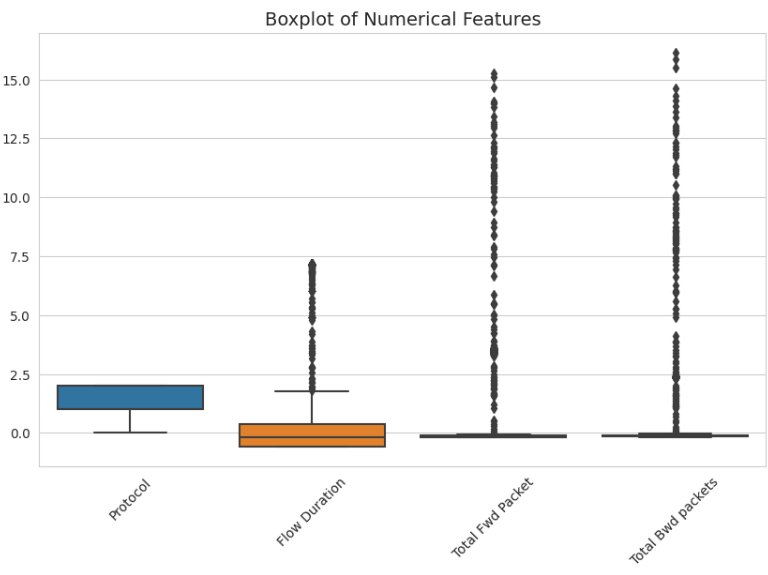 Boxplot of Numerical Features
15.0
12.5
10.0
7.5
5.0
2.5
0.0
Protocol
Flow Duration
Total Fwd Packet
Total Bwd packets